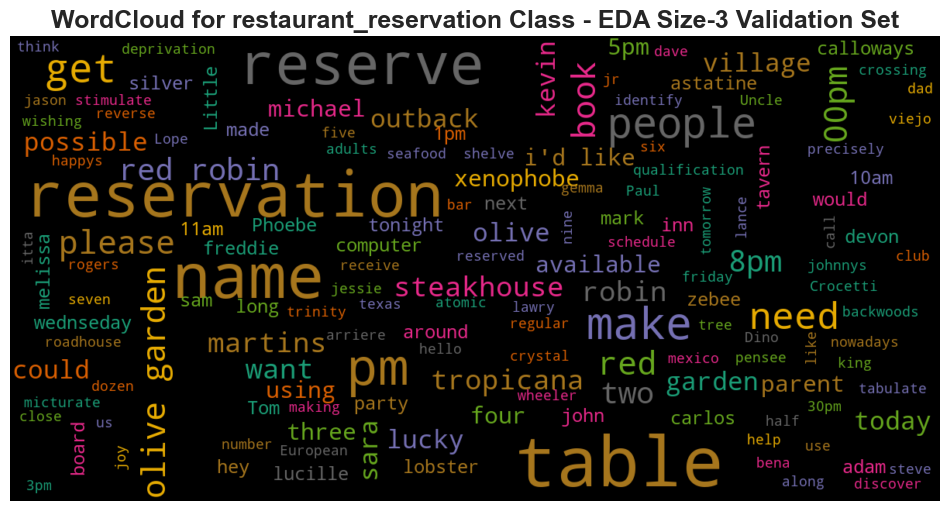 WordCloud for restaurant_reservation Class - EDA Size-3 Validation Set
think deprivation get silver Little reserve kevin book 5pm dave village calloways crossing
jason stimulate reverse michael outback jr astatine identify Uncle 00pm dad viejo
wishing possible Lope made five 1pm people precisely
happys red robin adults seafood shelve i'd like six qualification tavern 10am
reservation xenophobe gemma Paul would
11am Phoebe tonight bar next mark inn tomorrow lance call devon
itta melissa please freddie computer olive nine schedule reserved available 8pm johnnys club
rogers name receive friday Crocetti
seven sam long jessie texas atomic steakhouse lawry robin zebee backwoods
wednseday trinity regular make tree need
roadhouse olive garden martins arriere around hello Dino like nowadays
could want pm crystal red mexico pensee king
dozen using tropicana wheeler two garden parent tabulate
micturate Tom making party four john carlos half 30pm today
close us three sara lucky table help use
board joy hey number European lobster bena adam steve
3pm lucille along discover